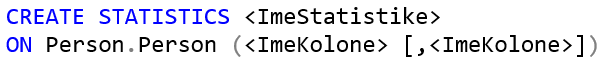 CREATE STATISTICS <ImeStatistike>
ON Person.Person (<ImeKolone> [,<ImeKolone>])